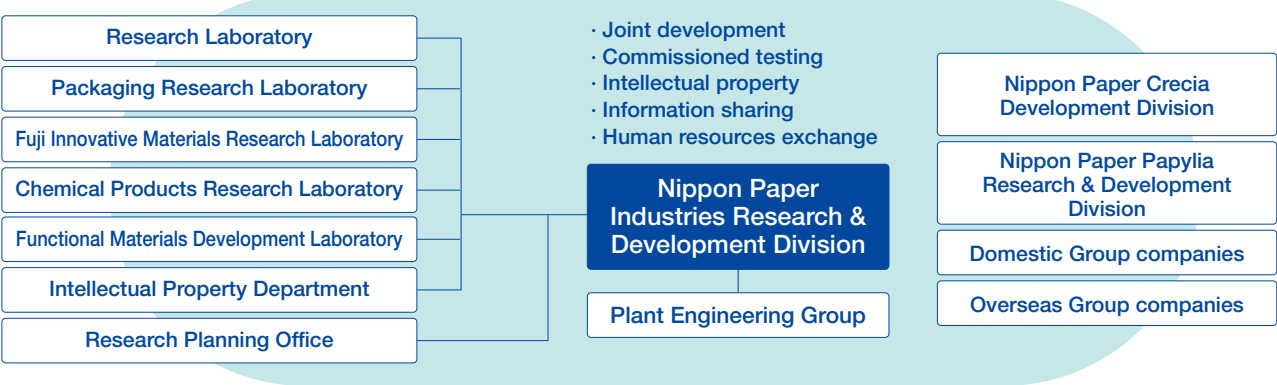 Research Laboratory
Packaging Research Laboratory
Fuji Innovative Materials Research Laboratory
Chemical Products Research Laboratory
Functional Materials Development Laboratory
Intellectual Property Department
Research Planning Office
· Joint development
· Commissioned testing
· Intellectual property
· Information sharing
· Human resources exchange
Nippon Paper
Industries Research &
Development Division
Plant Engineering Group
Nippon Paper Crecia
Development Division
Nippon Paper Papylia
Research & Development
Division
Domestic Group companies
Overseas Group companies